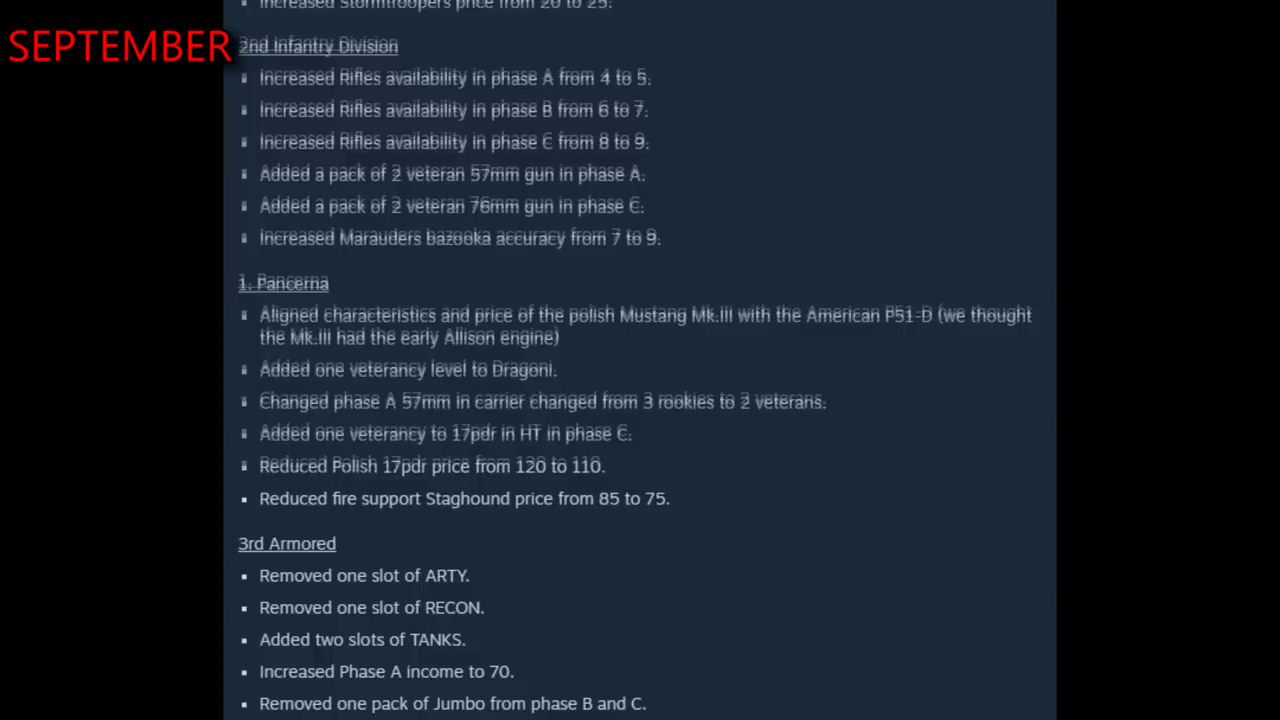 Increased Stormtroopers price from 20 to 25.
SEPTEMBER
2nd Infantry Division
Increased Rifles availability in phase A from 4 to 5.
Increased Rifles availability in phase B from 6 to 7.
Increased Rifles availability in phase C from 8 to 9.
Added a pack of 2 veteran 57mm gun in phase A.
Added a pack of 2 veteran 76mm gun in phase C.
Increased Marauders bazooka accuracy from 7 to 9.
1. Pancerna
Aligned characteristics and price of the polish Mustang Mk.III with the American P51-D (we thought
the Mk.III had the early Allison engine)
Added one veterancy level to Dragoni.
Changed phase A 57mm in carrier changed from 3 rookies to 2 veterans.
Added one veterancy to 17pdr in HT in phase C.
Reduced Polish 17pdr price from 120 to 110.
Reduced fire support Staghound price from 85 to 75.
3rd Armored
Removed one slot of ARTY.
Removed one slot of RECON.
Added two slots of TANKS.
Increased Phase A income to 70.
Removed one pack of Jumbo from phase B and C.